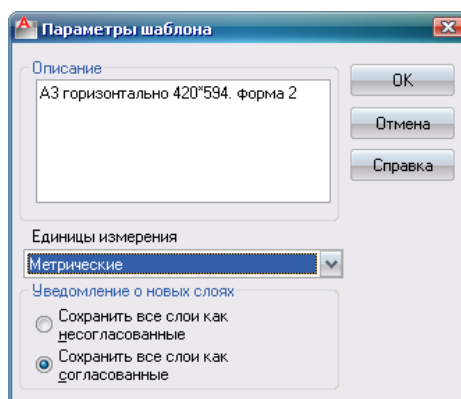 Параметры шаблона
Описание
А3 горизонтально 420*594. форма 2
ОК
Отмена
Справка
Единицы измерения
Метрические
Уведомление о новых слоях
Сохранить все слои как
несогласованные
Сохранить все слои как
согласованные